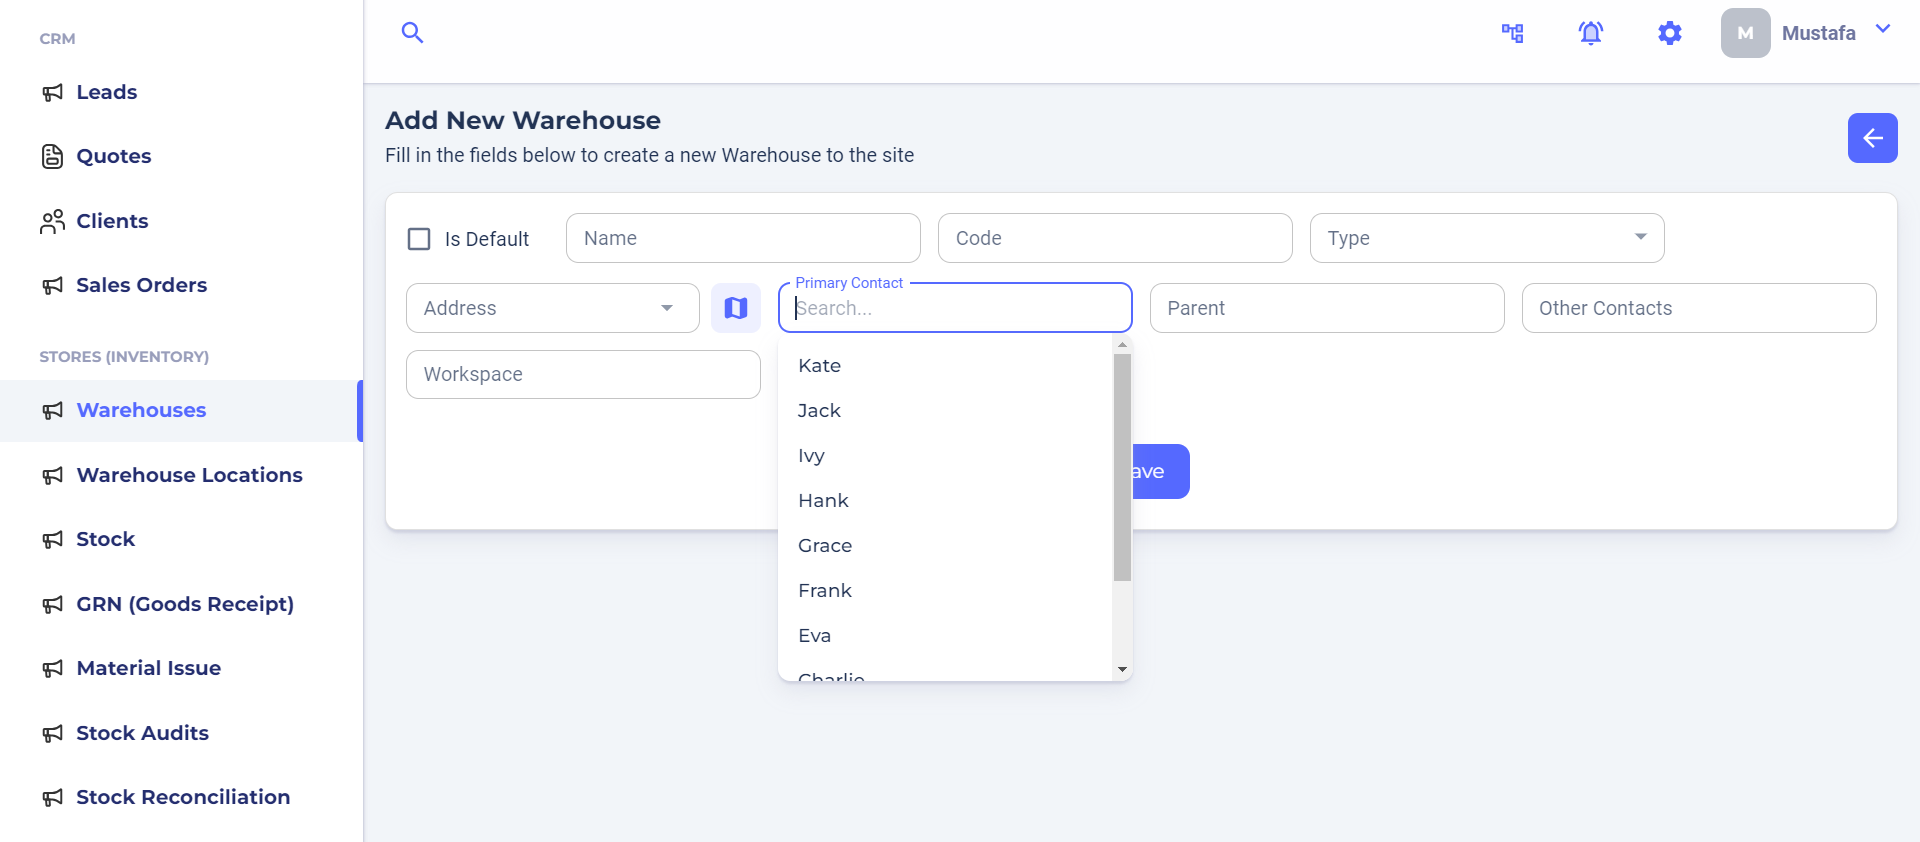 CRM
Leads
Quotes
Clients
Sales Orders
STORES (INVENTORY)
Warehouses
Warehouse Locations
Stock
GRN (Goods Receipt)
Material Issue
Stock Audits
Stock Reconciliation
M Mustafa
Add New Warehouse
Fill in the fields below to create a new Warehouse to the site
Is Default Name Code Type
Primary Contact
Address Search... Parent Other Contacts
Workspace
Kate
Jack
Ivy
ave
Hank
Grace
Frank
Eva
Charlie